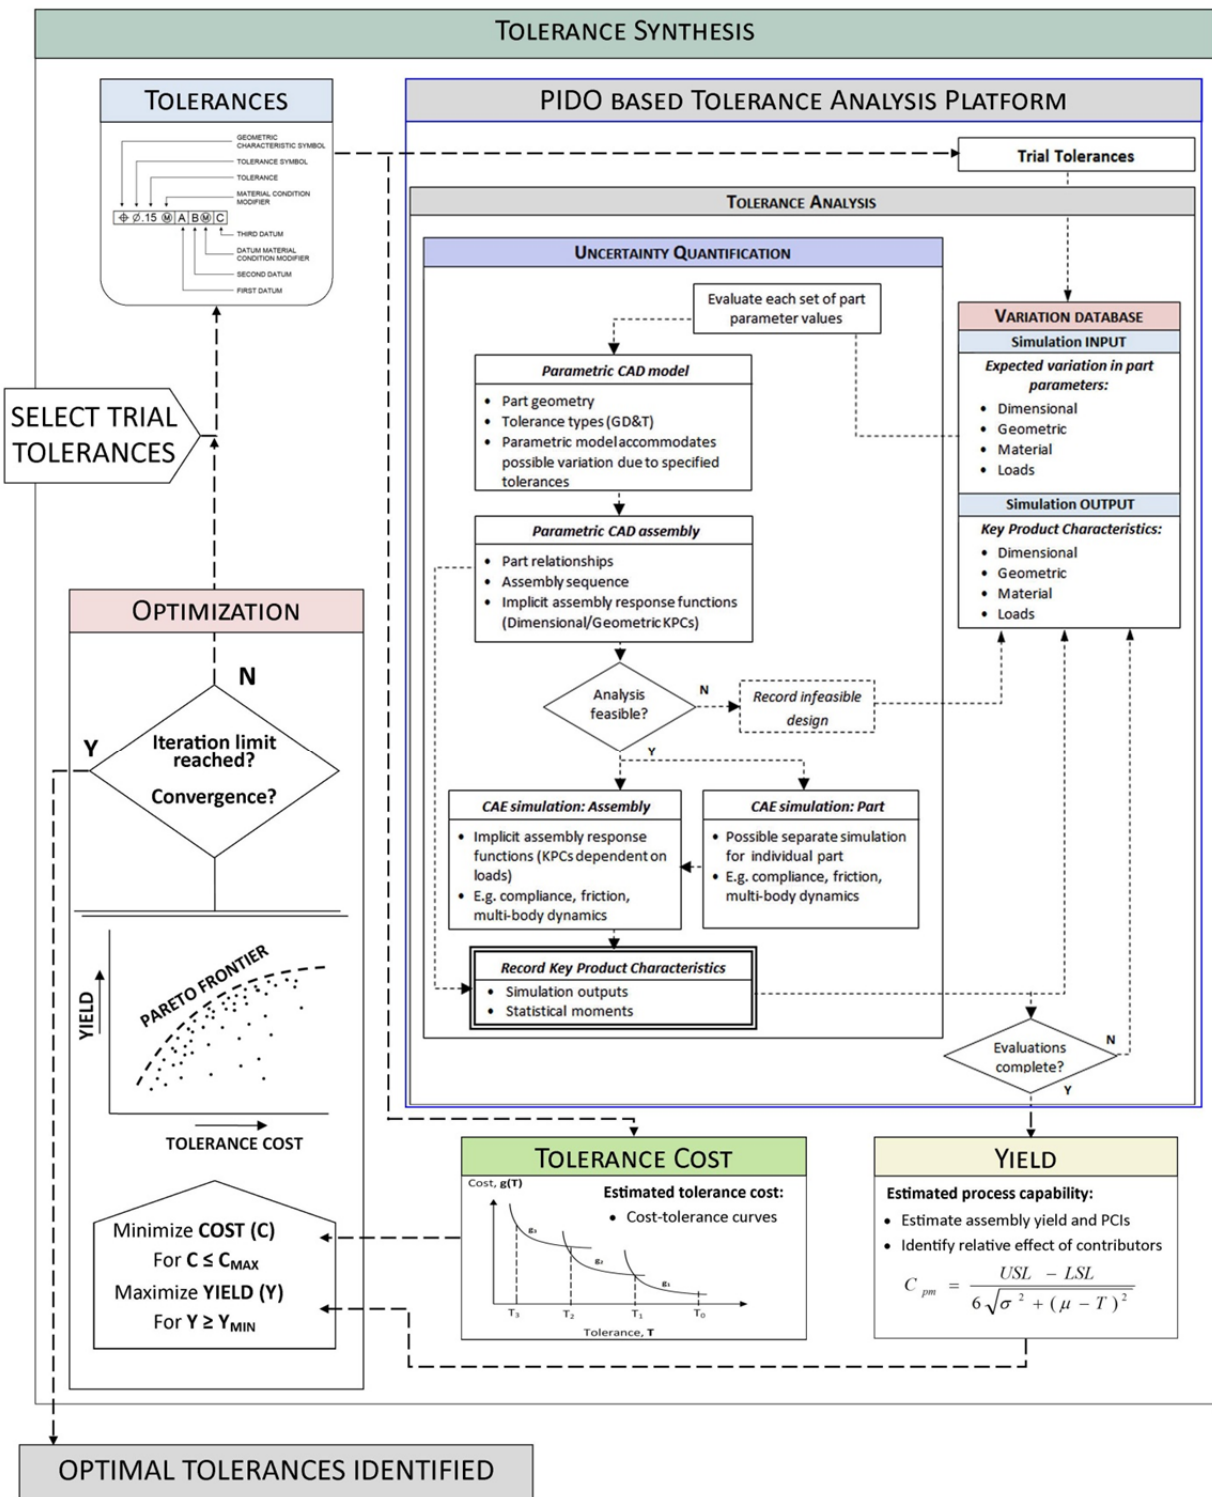 TOLERANCE SYNTHESIS
TOLERANCES
GEOMETRIC
CHARACTERISTIC SYMBOL
TOLERANCE SYMBOL
TOLERANCE
MATERIAL CONDITION
MODIFIER
⌖ ⌀.15 Ⓜ A BⓂ C
THIRD DATUM
DATUM MATERIAL
CONDITION MODIFIER
SECOND DATUM
FIRST DATUM
SELECT TRIAL
TOLERANCES
PIDO BASED TOLERANCE ANALYSIS PLATFORM
Trial Tolerances
TOLERANCE ANALYSIS
UNCERTAINTY QUANTIFICATION
Evaluate each set of part
parameter values
Parametric CAD model
• Part geometry
• Tolerance types (GD&T)
• Parametric model accommodates
possible variation due to specified
tolerances
Parametric CAD assembly
• Part relationships
• Assembly sequence
• Implicit assembly response functions
(Dimensional/Geometric KPCs)
Analysis
feasible?
N
Record infeasible
design
Y
CAE simulation: Assembly
• Implicit assembly response
functions (KPCs dependent on
loads)
• E.g. compliance, friction,
multi-body dynamics
CAE simulation: Part
• Possible separate simulation
for individual part
• E.g. compliance, friction,
multi-body dynamics
Record Key Product Characteristics
• Simulation outputs
• Statistical moments
VARIATION DATABASE
Simulation INPUT
Expected variation in part
parameters:
• Dimensional
• Geometric
• Material
• Loads
Simulation OUTPUT
Key Product Characteristics:
• Dimensional
• Geometric
• Material
• Loads
Evaluations
complete?
N
Y
OPTIMIZATION
N
Y
Iteration limit
reached?
Convergence?
PARETO FRONTIER
YIELD
TOLERANCE COST
Minimize COST (C)
For C ≤ CMAX
Maximize YIELD (Y)
For Y ≥ YMIN
TOLERANCE COST
Cost, g(T)
Estimated tolerance cost:
• Cost-tolerance curves
g₃
g₂
g₁
T₃ T₂ T₁ T₀
Tolerance, T
YIELD
Estimated process capability:
• Estimate assembly yield and PCIs
• Identify relative effect of contributors
C pm = USL − LSL / 6√σ² + (μ − T)²
OPTIMAL TOLERANCES IDENTIFIED